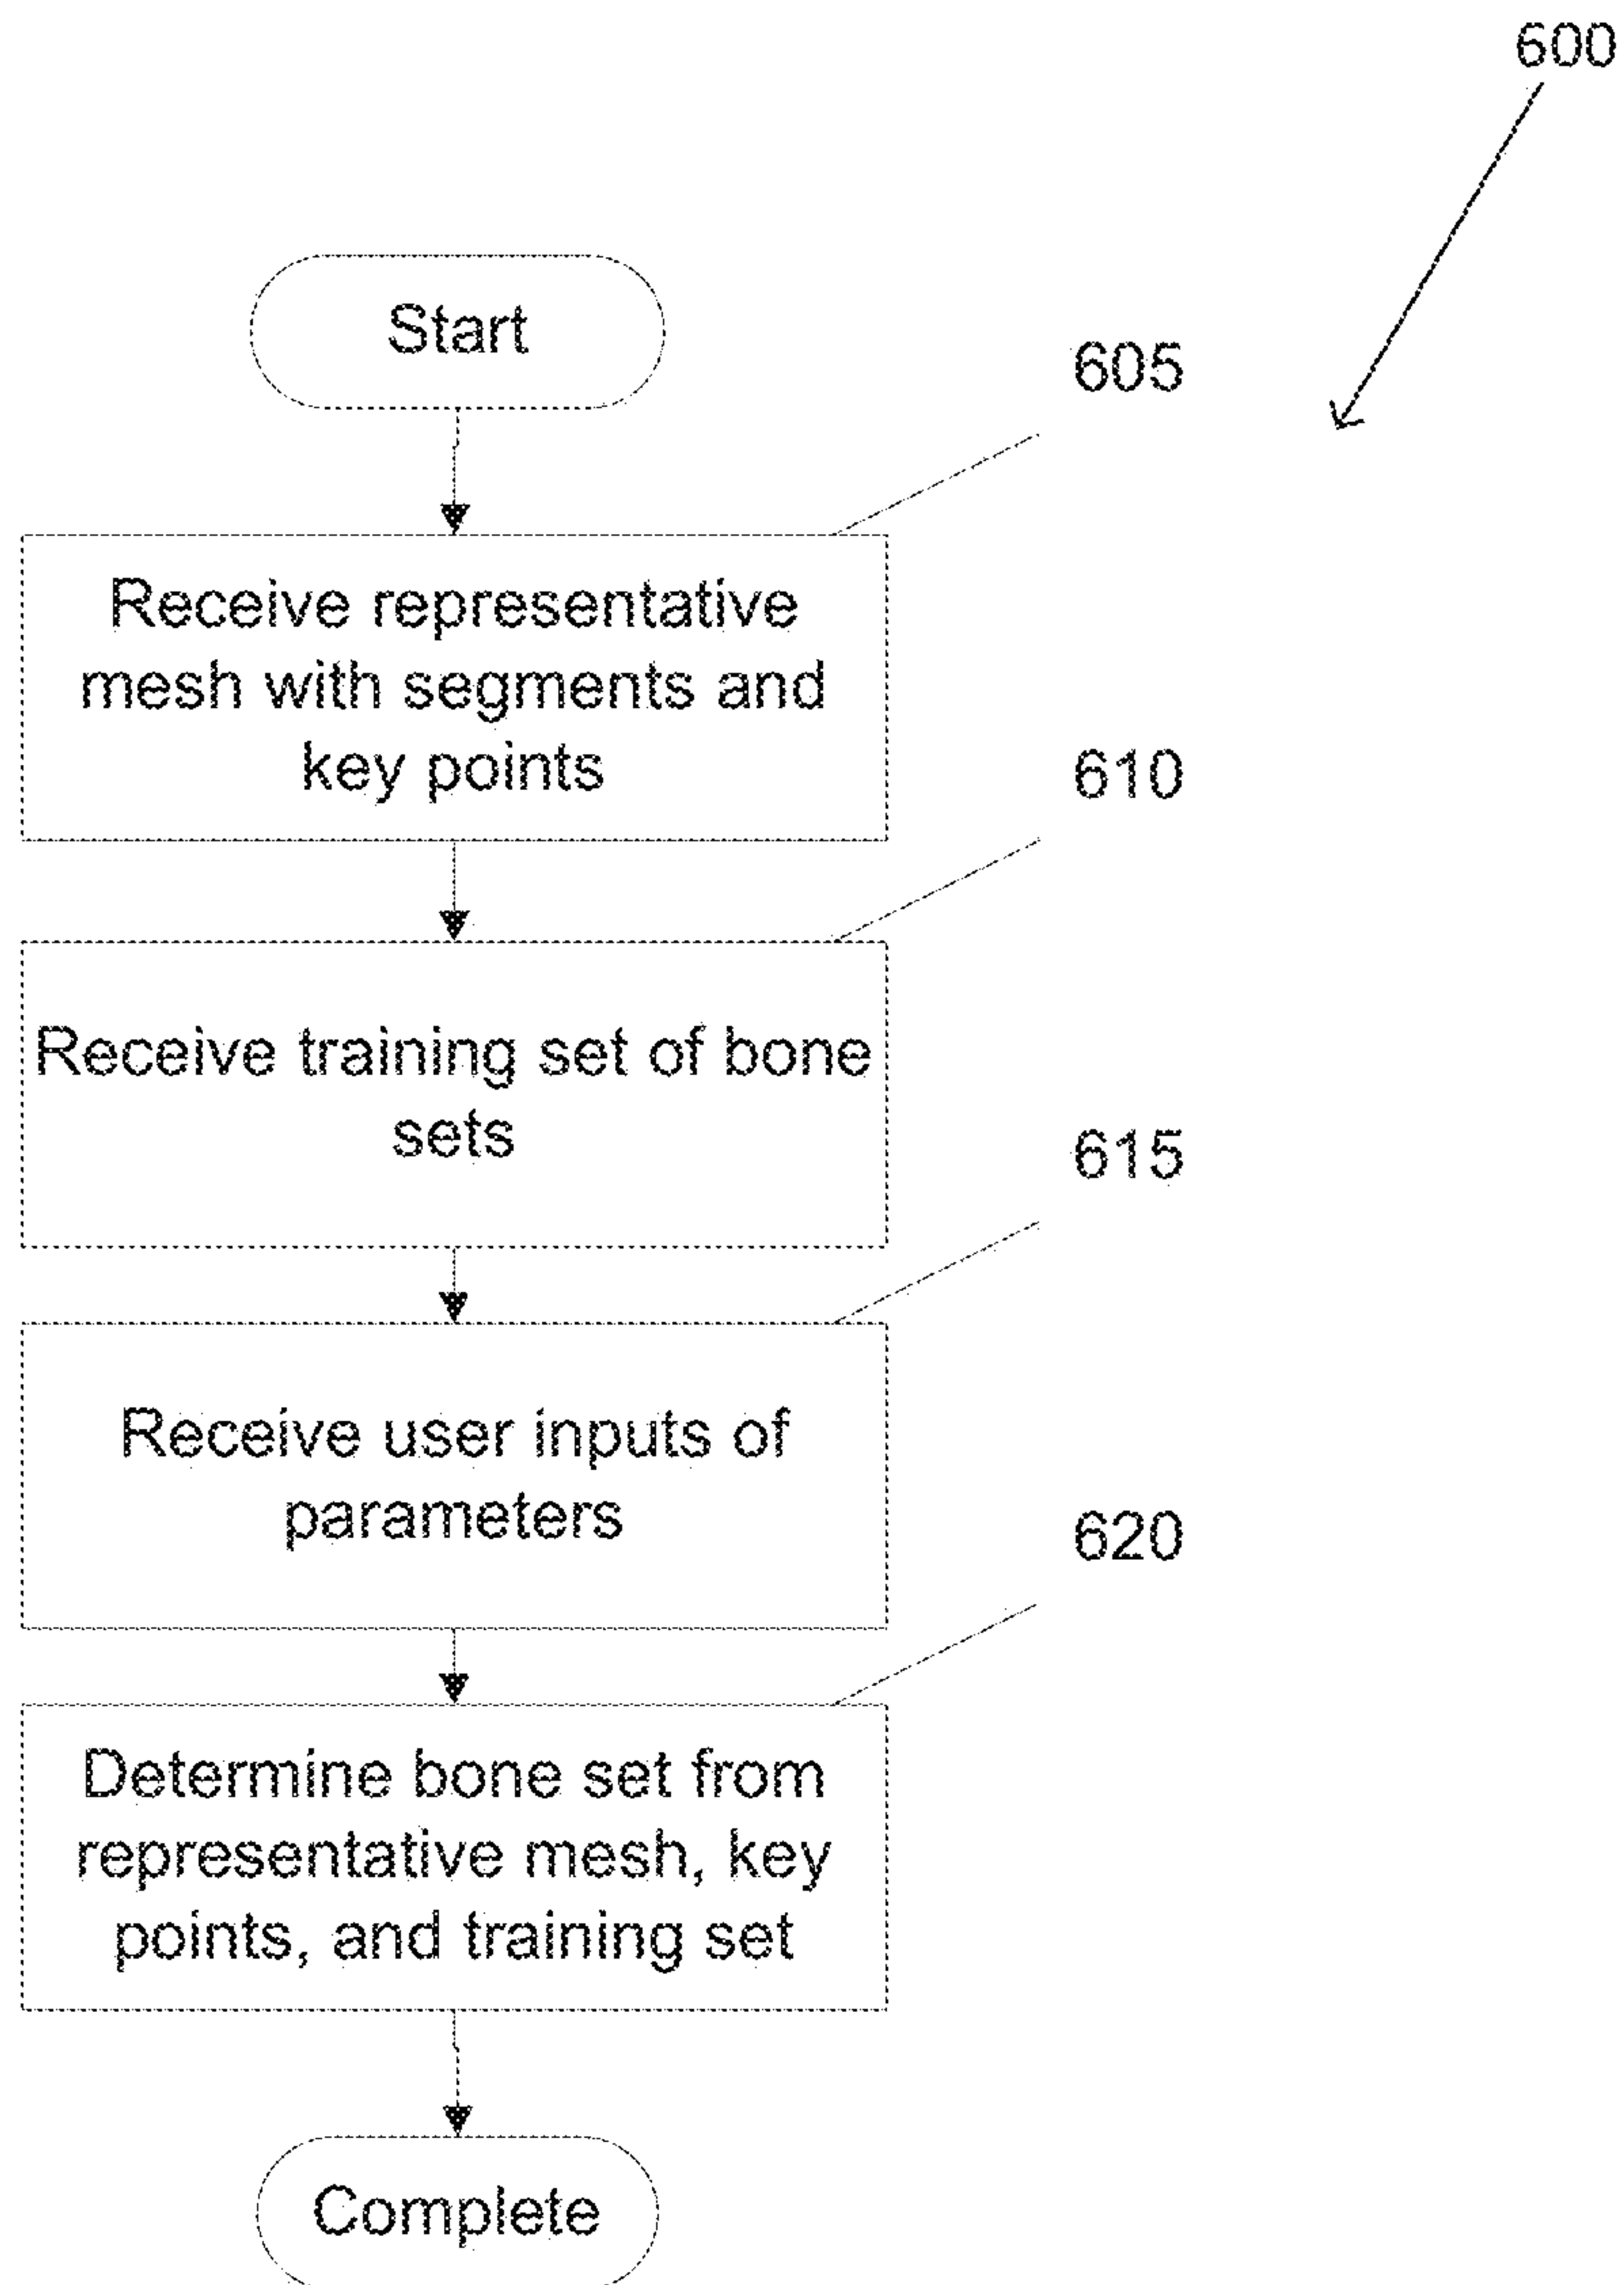 600
Start
605
Receive representative
mesh with segments and
key points
610
Receive training set of bone
sets
615
Receive user inputs of
parameters
620
Determine bone set from
representative mesh, key
points, and training set
Complete